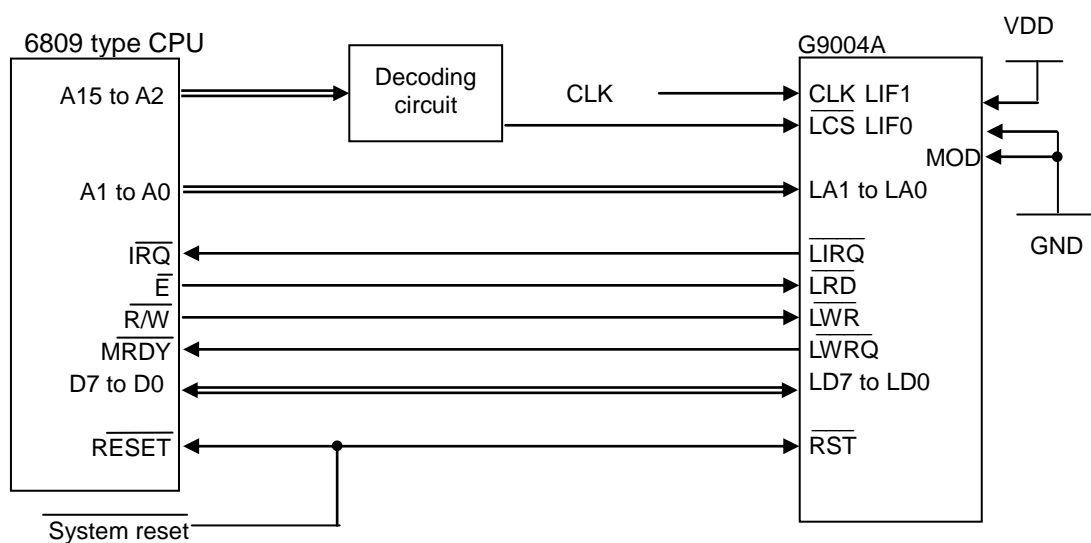 6809 type CPU
A15 to A2
A1 to A0
IRQ
E
R/W
MRDY
D7 to D0
RESET
System reset
Decoding
circuit
CLK
G9004A
CLK LIF1
LCS LIF0
MOD
LA1 to LA0
LIRQ
LRD
LWR
LWRQ
LD7 to LD0
RST
VDD
GND